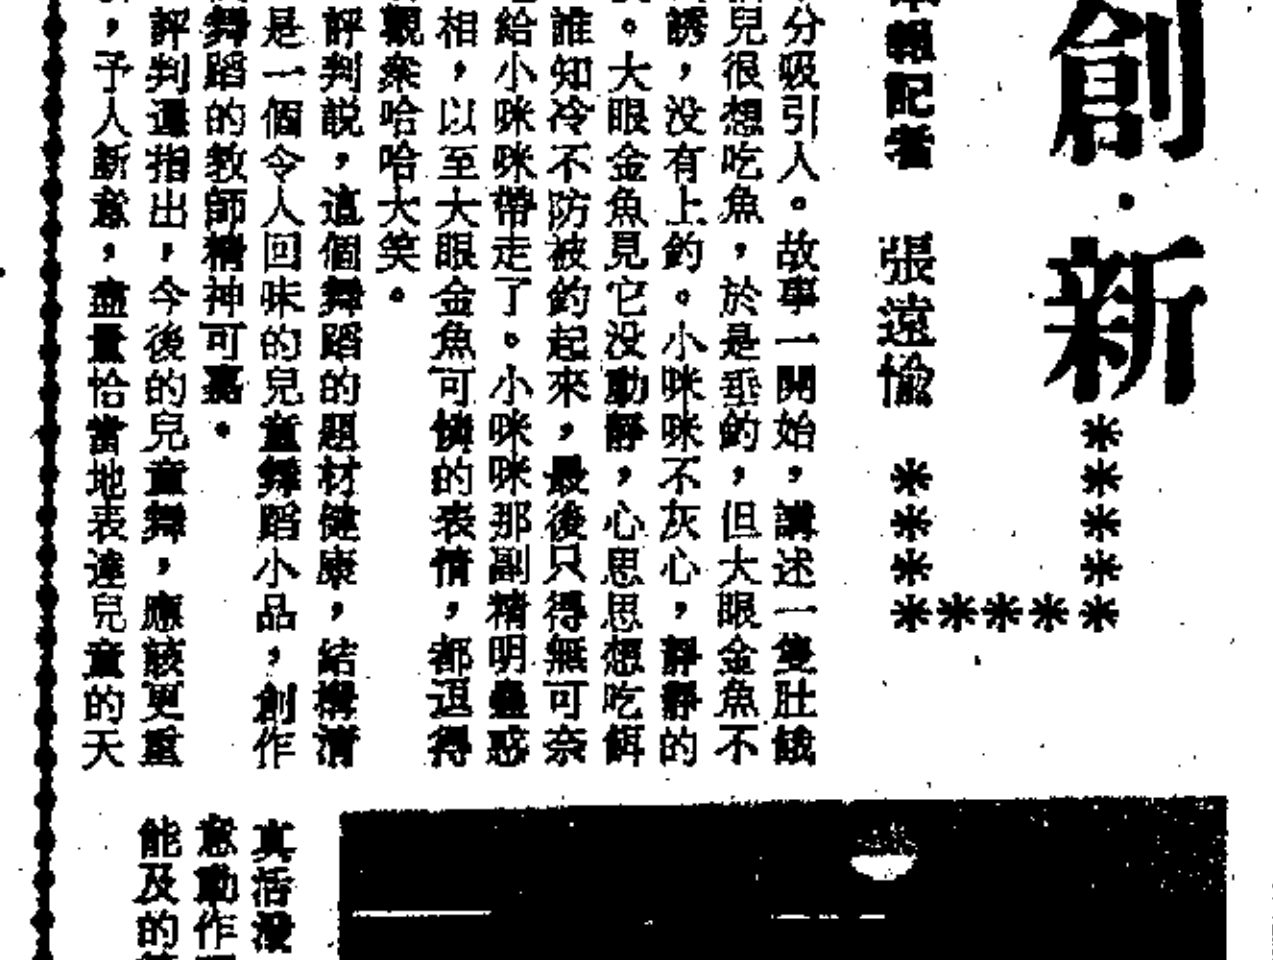 創·新
****
*****
本報記者 張遠愉 ***
分吸引人。故事一開始,講述一隻肚餓
兒很想吃魚,於是垂釣,但大眼金魚不
誘,没有上釣。小咪咪不灰心,靜靜的
。大眼金魚見它没動靜,心思思想吃餌
誰知冷不防被釣起來,最後只得無可奈
給小咪咪帶走了。小咪咪那副精明蠱惑
相,以至大眼金魚可憐的表情,都逗得
觀衆哈哈大笑。
評判説,這個舞蹈的題材健康,結構清
是一個令人回味的兒童舞蹈小品,創作
舞蹈的教師精神可嘉。
評判還指出,今後的兒童舞,應該更重
,予人新意,盡量恰當地表達兒童的天
真活潑
意動作
能及的